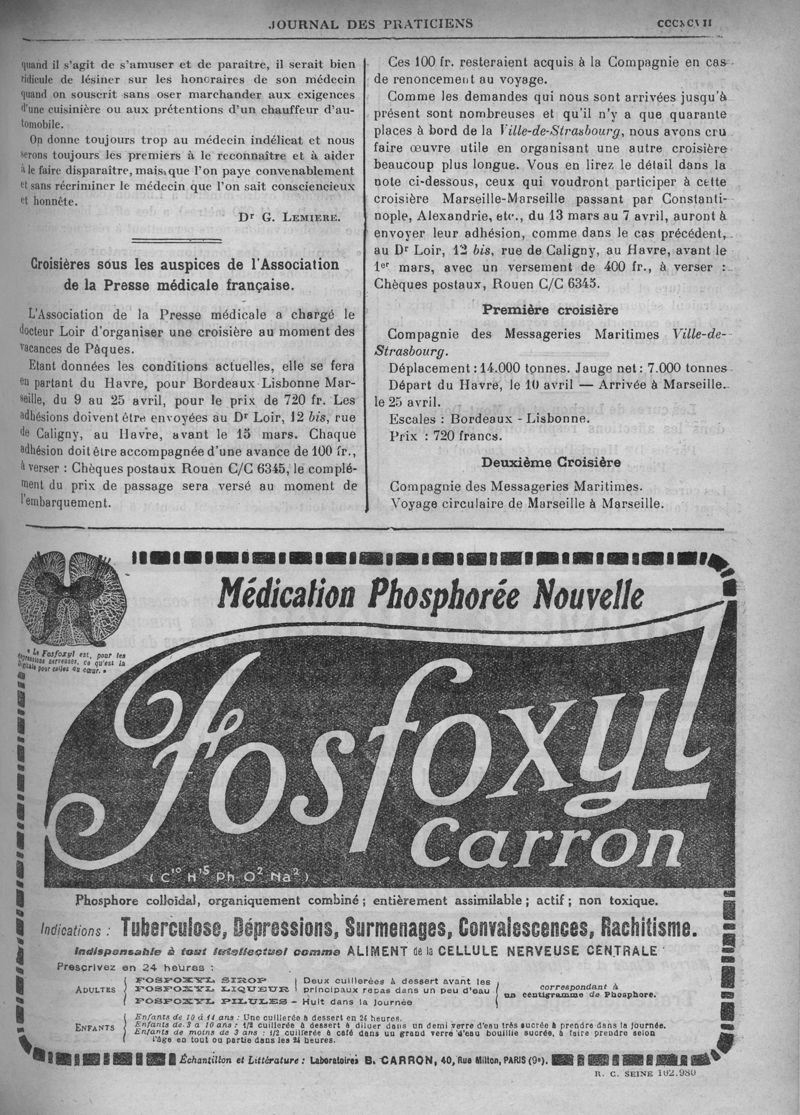 JOURNAL DES PRATICIENS
quand il s'agit de s'amuser et de paraître, il serait bien
ridicule de lésiner sur les honoraires de son médecin
quand on souscrit sans oser marchander aux exigences
d'une cuisinière ou aux prétentions d'un chauffeur d'au-
tomobile.
On donne toujours trop au médecin indélicat et nous
serons toujours les premiers à le reconnaître et à aider
à le faire disparaître, mais que l'on paye convenablement
et sans récriminer le médecin que l'on sait consciencieux
et honnête.
Dr G. LEMIERE.
Croisières sous les auspices de l'Association
de la Presse médicale française.
L'Association de la Presse médicale a chargé le
docteur Loir d'organiser une croisière au moment des
vacances de Pâques.
Etant données les conditions actuelles, elle se fera
en partant du Havre, pour Bordeaux Lisbonne Mar-
seille, du 9 au 25 avril, pour le prix de 720 fr. Les
adhésions doivent être envoyées au Dr Loir, 12 bis, rue
de Caligny, au Havre, avant le 15 mars. Chaque
adhésion doit être accompagnée d'une avance de 100 fr.,
à verser : Chèques postaux Rouen C/C 6345, le complé-
ment du prix de passage sera versé au moment de
l'embarquement.
Ces 100 fr. resteraient acquis à la Compagnie en cas
de renoncement au voyage.
Comme les demandes qui nous sont arrivées jusqu'à
présent sont nombreuses et qu'il n'y a que quarante
places à bord de la Ville-de-Strasbourg, nous avons cru
faire œuvre utile en organisant une autre croisière
beaucoup plus longue. Vous en lirez le détail dans la
note ci-dessous, ceux qui voudront participer à cette
croisière Marseille-Marseille passant par Constanti-
nople, Alexandrie, etc., du 13 mars au 7 avril, auront à
envoyer leur adhésion, comme dans le cas précédent,
au Dr Loir, 12 bis, rue de Caligny, au Havre, avant le
1er mars, avec un versement de 400 fr., à verser :
Chèques postaux, Rouen C/C 6345.
Première croisière
Compagnie des Messageries Maritimes Ville-de-
Strasbourg.
Déplacement : 14.000 tonnes. Jauge net : 7.000 tonnes
Départ du Havre, le 10 avril — Arrivée à Marseille.
le 25 avril.
Escales : Bordeaux - Lisbonne.
Prix : 720 francs.
Deuxième Croisière
Compagnie des Messageries Maritimes.
Voyage circulaire de Marseille à Marseille.
Médication Phosphorée Nouvelle
" Le Fosfoxyl est, pour les
dépressions nerveuses, ce qu'est la
digitale pour celles du cœur. "
Fosfoxyl
Carron
( C10 H15 Ph O2 Na2 )
Phosphore colloïdal, organiquement combiné ; entièrement assimilable ; actif ; non toxique.
Indications : Tuberculose, Dépressions, Surmenages, Convalescences, Rachitisme.
Indispensable à tout intellectuel comme ALIMENT de la CELLULE NERVEUSE CENTRALE
Prescrivez en 24 heures :
ADULTES
FOSFOXYL SIROP
FOSFOXYL LIQUEUR
Deux cuillerées à dessert avant les
principaux repas dans un peu d'eau
FOSFOXYL PILULES - Huit dans la journée
correspondant à
un centigramme de Phosphore.
ENFANTS
Enfants de 10 à 14 ans : Une cuillerée à dessert en 24 heures.
Enfants de 3 à 10 ans : 1/2 cuillerée à dessert à diluer dans un demi verre d'eau très sucrée à prendre dans la journée.
Enfants de moins de 3 ans : 1/2 cuillerée à café dans un grand verre d'eau bouillie sucrée, à faire prendre selon
l'âge en tout ou partie dans les 24 heures.
Échantillon et Littérature : Laboratoires B. CARRON, 40, Rue Milton, PARIS (9e).
R. C. SEINE 162.980